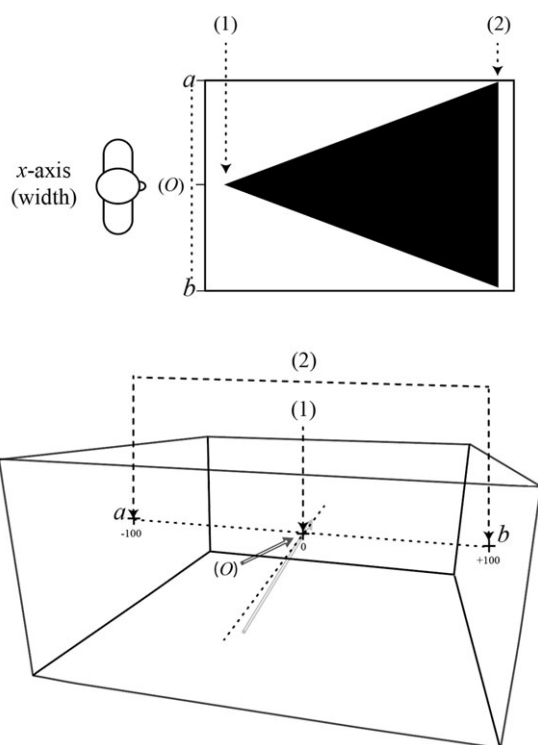 (1)
(2)
a
x-axis
(width)
(O)
b
(2)
(1)
a
-100
0
b
+100
(O)